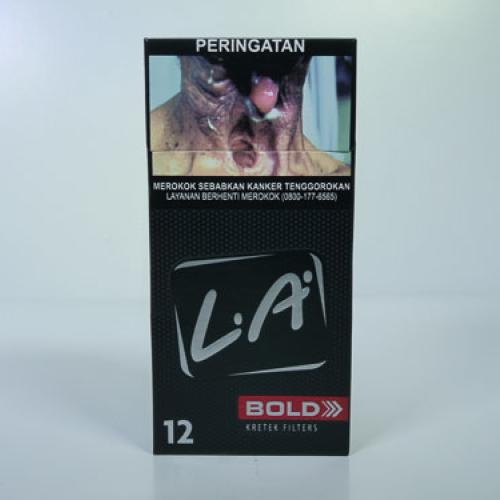 PERINGATAN
MEROKOK SEBABKAN KANKER TENGGOROKAN
LAYANAN BERHENTI MEROKOK (0800-177-6565)
L.A.
BOLD
KRETEK FILTERS
12